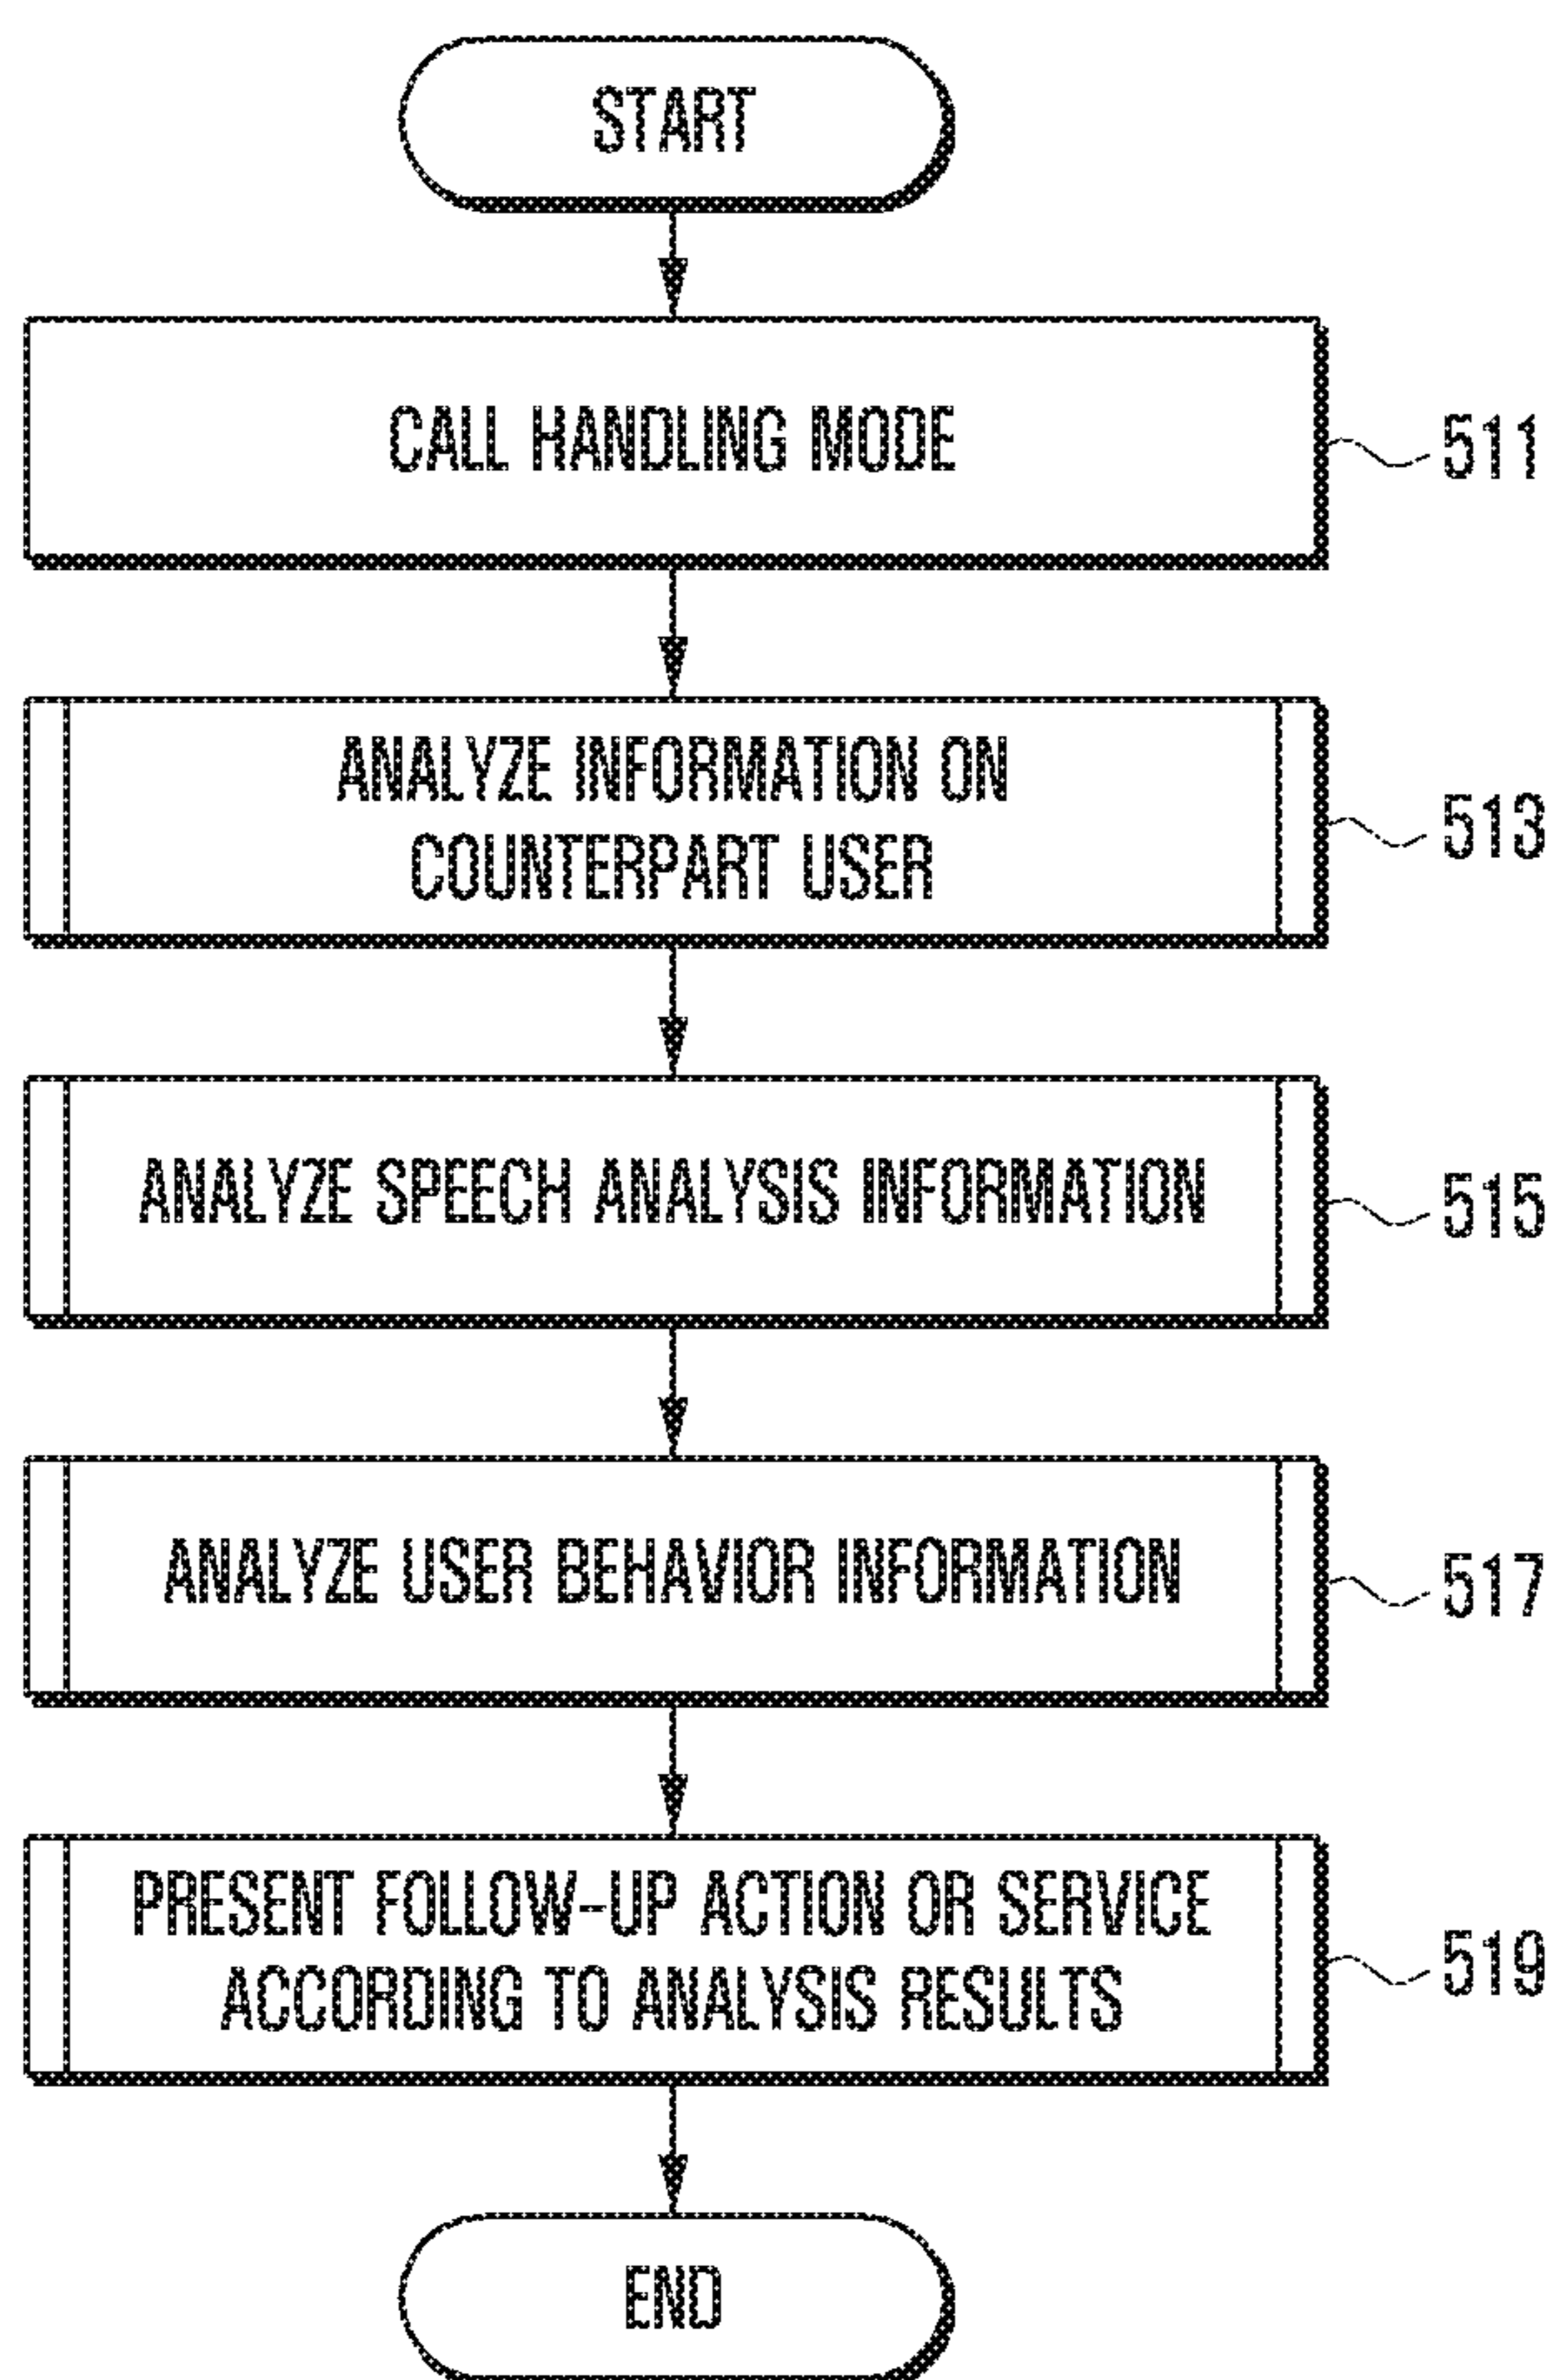 START
CALL HANDLING MODE
511
ANALYZE INFORMATION ON
COUNTERPART USER
513
ANALYZE SPEECH ANALYSIS INFORMATION
515
ANALYZE USER BEHAVIOR INFORMATION
517
PRESENT FOLLOW-UP ACTION OR SERVICE
ACCORDING TO ANALYSIS RESULTS
519
END